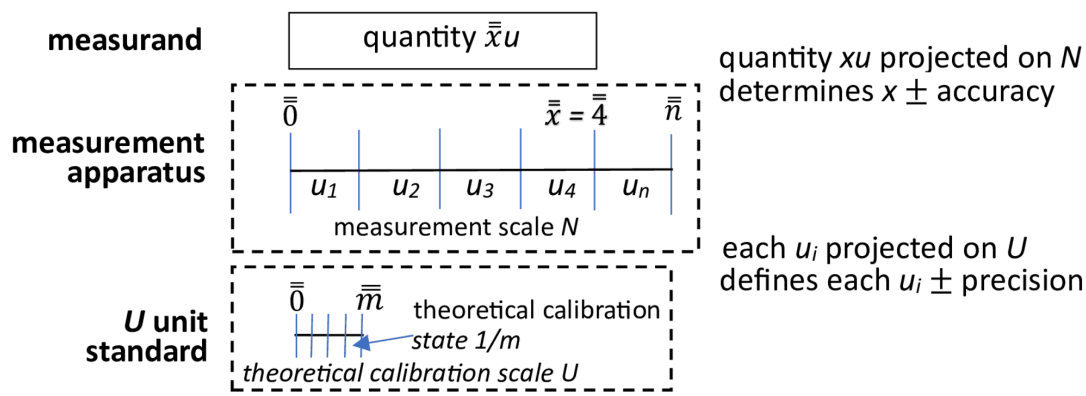 measurand
quantity x̿u
quantity xu projected on N
determines x ± accuracy
measurement
apparatus
0̿ x̿ = 4̿ n̿
u₁ u₂ u₃ u₄ uₙ
measurement scale N
each uᵢ projected on U
defines each uᵢ ± precision
U unit
standard
0̿ m̿
theoretical calibration
state 1/m
theoretical calibration scale U